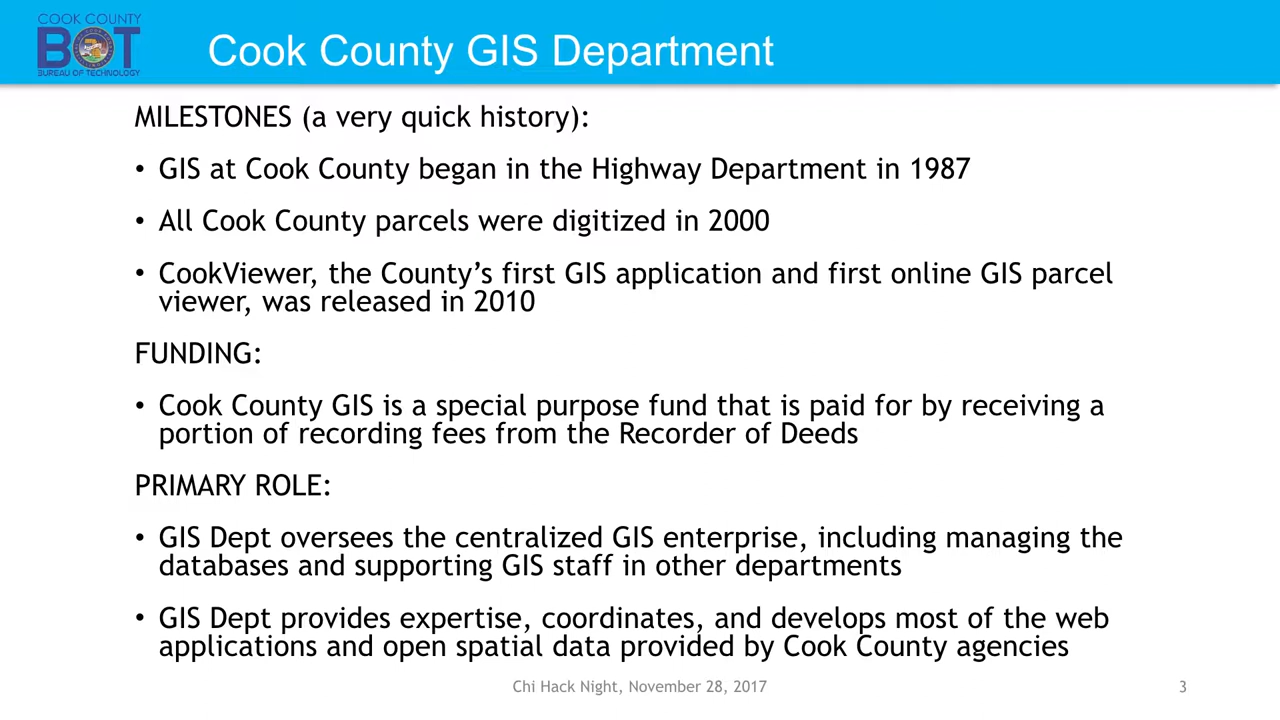 COOK COUNTY
BOT
BUREAU OF TECHNOLOGY
Cook County GIS Department
MILESTONES (a very quick history):
• GIS at Cook County began in the Highway Department in 1987
• All Cook County parcels were digitized in 2000
• CookViewer, the County’s first GIS application and first online GIS parcel
viewer, was released in 2010
FUNDING:
• Cook County GIS is a special purpose fund that is paid for by receiving a
portion of recording fees from the Recorder of Deeds
PRIMARY ROLE:
• GIS Dept oversees the centralized GIS enterprise, including managing the
databases and supporting GIS staff in other departments
• GIS Dept provides expertise, coordinates, and develops most of the web
applications and open spatial data provided by Cook County agencies
Chi Hack Night, November 28, 2017
3